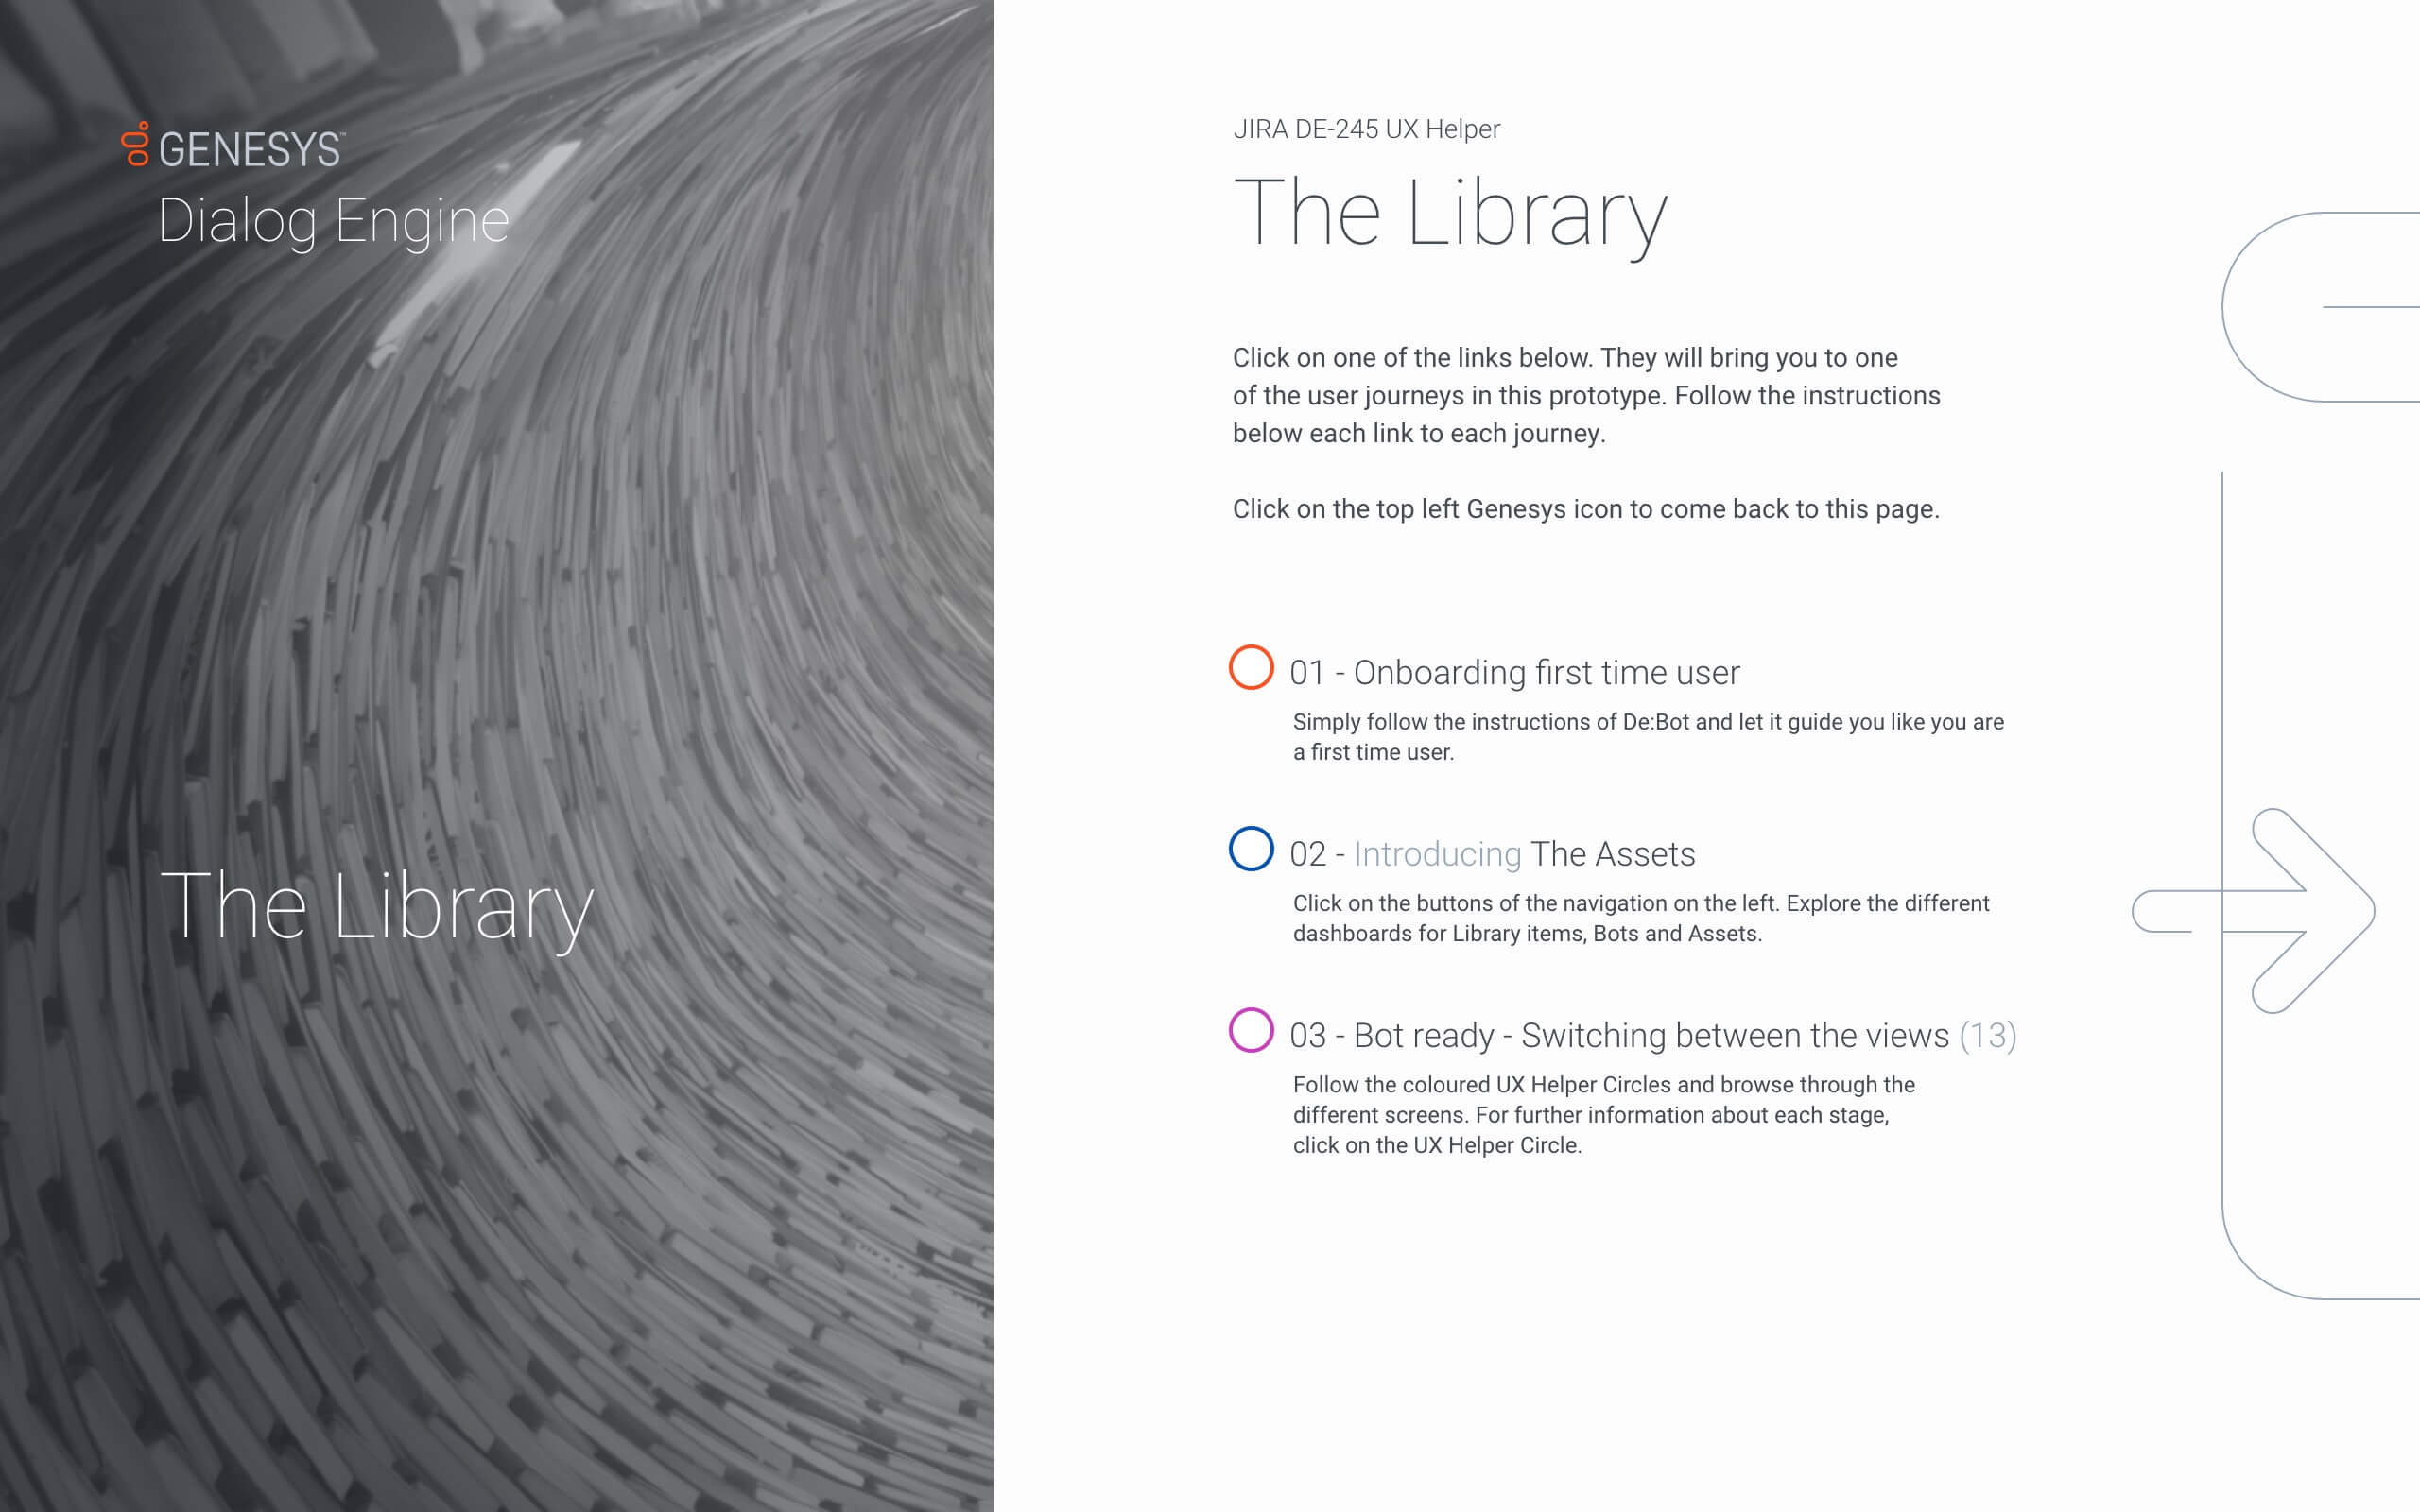 GENESYS™
Dialog Engine
The Library
JIRA DE-245 UX Helper
The Library
Click on one of the links below. They will bring you to one
of the user journeys in this prototype. Follow the instructions
below each link to each journey.
Click on the top left Genesys icon to come back to this page.
01 - Onboarding first time user
Simply follow the instructions of De:Bot and let it guide you like you are
a first time user.
02 - Introducing The Assets
Click on the buttons of the navigation on the left. Explore the different
dashboards for Library items, Bots and Assets.
03 - Bot ready - Switching between the views (13)
Follow the coloured UX Helper Circles and browse through the
different screens. For further information about each stage,
click on the UX Helper Circle.